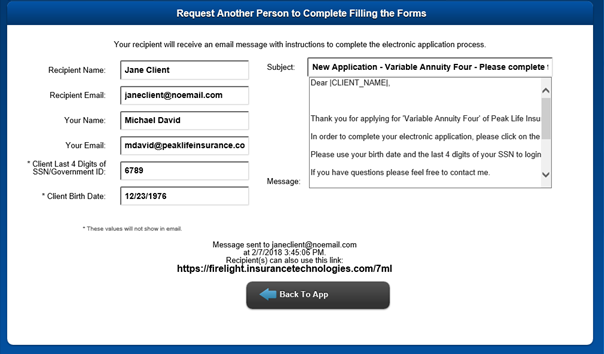 Request Another Person to Complete Filling the Forms
Your recipient will receive an email message with instructions to complete the electronic application process.
Recipient Name: Jane Client
Recipient Email: janeclient@noemail.com
Your Name: Michael David
Your Email: mdavid@peaklifeinsurance.co
* Client Last 4 Digits of
SSN/Government ID: 6789
* Client Birth Date: 12/23/1976
* These values will not show in email.
Subject: New Application - Variable Annuity Four - Please complete
Message:
Dear |CLIENT_NAME|,
Thank you for applying for 'Variable Annuity Four' of Peak Life Insu
In order to complete your electronic application, please click on the
Please use your birth date and the last 4 digits of your SSN to login
If you have questions please feel free to contact me.
Message sent to janeclient@noemail.com
at 2/7/2018 3:45:06 PM.
Recipient(s) can also use this link:
https://firelight.insurancetechnologies.com/7ml
Back To App